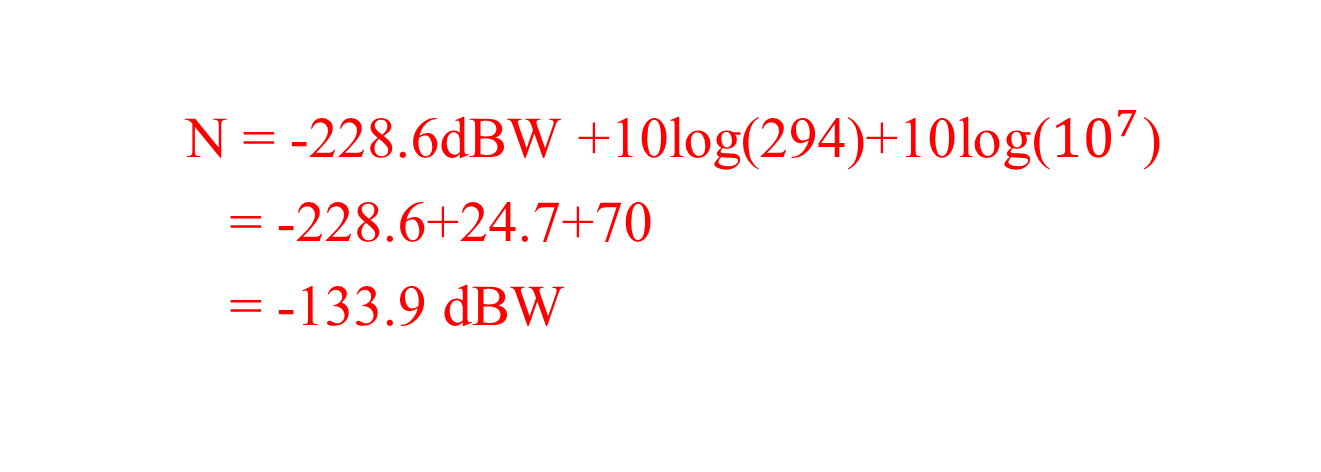 N = -228.6dBW +10log(294)+10log(10⁷)
= -228.6+24.7+70
= -133.9 dBW